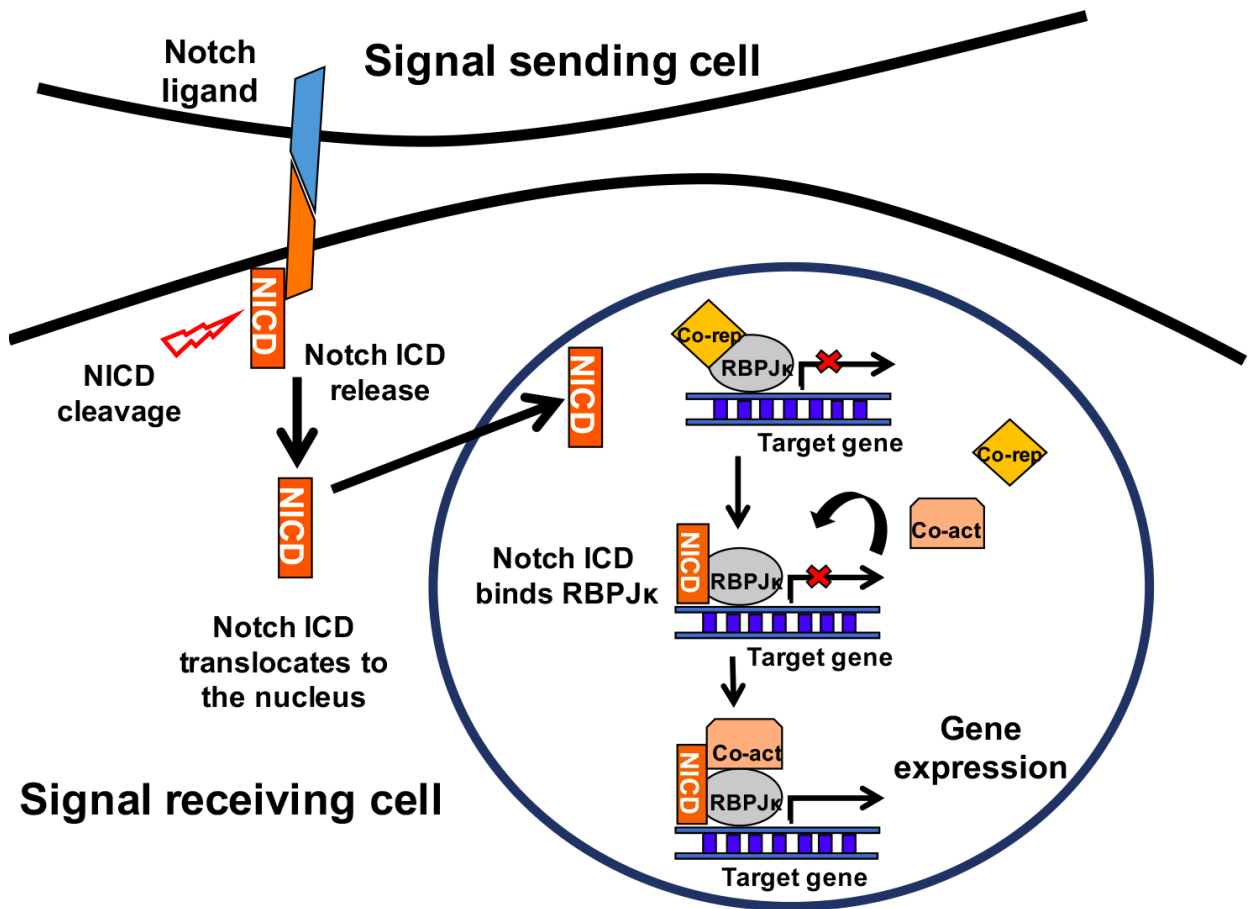 Notch
ligand
Signal sending cell
NICD
NICD
cleavage
Notch ICD
release
NICD
Notch ICD
translocates to
the nucleus
Signal receiving cell
NICD
Co-rep
RBPJκ
Target gene
Co-rep
Co-act
Notch ICD
binds RBPJκ
NICD
RBPJκ
Target gene
Co-act
NICD
RBPJκ
Target gene
Gene
expression